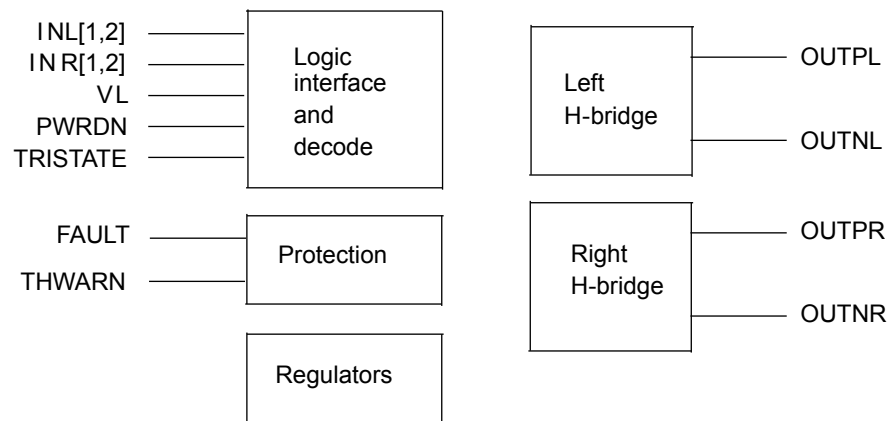 INL[1,2]
INR[1,2]
VL
PWRDN
TRISTATE
Logic
interface
and
decode
FAULT
THWARN
Protection
Regulators
Left
H-bridge
OUTPL
OUTNL
Right
H-bridge
OUTPR
OUTNR